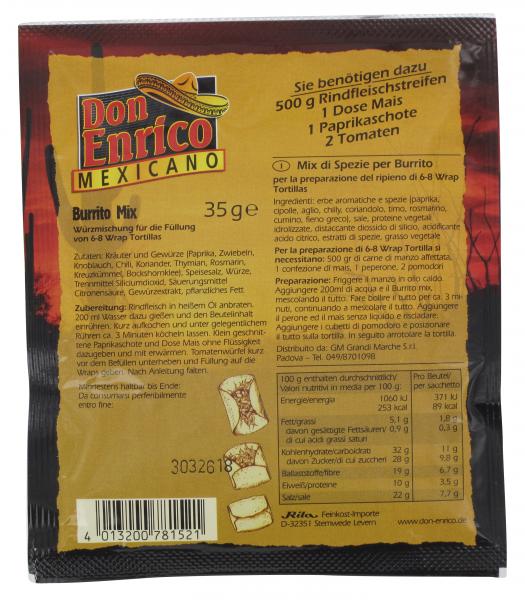 Don
Enrico
MEXICANO
Burrito Mix
35 g e
Würzmischung für die Füllung
von 6-8 Wrap Tortillas
Zutaten: Kräuter und Gewürze (Paprika, Zwiebeln,
Knoblauch, Chili, Koriander, Thymian, Rosmarin,
Kreuzkümmel, Bockshornklee), Speisesalz, Würze,
Trennmittel Siliciumdioxid, Säuerungsmittel
Citronensäure, Gewürzextrakt, pflanzliches Fett
Zubereitung: Rindfleisch in heißem Öl anbraten.
200 ml Wasser dazu gießen und den Beutelinhalt
einrühren. Kurz aufkochen und unter gelegentlichem
Rühren ca. 3 Minuten köcheln lassen. Klein geschnit-
tene Paprikaschote und Dose Mais ohne Flüssigkeit
dazugeben und mit erwärmen. Tomatenwürfel kurz
vor dem Befüllen unterheben und Füllung auf die
Wraps geben. Nach Anleitung falten.
Mindestens haltbar bis Ende:
Da consumarsi perferibilmente
entro fine:
3032618
4 013200 781521
Sie benötigen dazu
500 g Rindfleischstreifen
1 Dose Mais
1 Paprikaschote
2 Tomaten
I Mix di Spezie per Burrito
per la preparazione del ripieno di 6-8 Wrap
Tortillas
Ingredienti: erbe aromatiche e spezie (paprika,
cipolle, aglio, chilly, coriandolo, timo, rosmarino,
cumino, fieno greco), sale, proteine vegetali
idrolizzate, distaccante diossido di silicio, acidificante
acido citrico, estratti di spezie, grasso vegetale
Per la preparazione di 6-8 Wrap Tortilla si
necessitano: 500 gr di carne di manzo affettata,
1 confezione di mais, 1 peperone, 2 pomodori
Preparazione: Friggere il manzo in olio caldo.
Aggiungere 200ml di acqua e il Burrito mix,
mescolando il tutto. Fare bollire il tutto per ca. 3 mi-
nuti, continuando a mescolare il tutto. Aggiungere
il perone ed il mais senza liquido e riscaldare.
Aggiungere i cubetti di pomodoro e posizionare
il tutto sulla tortilla. In seguito arrotolare la tortilla.
Distribuito da: GM Grandi Marche S.r.l.
Padova – Tel. 049/8701098
100 g enthalten durchschnittlich/ Pro Beutel/
Valori nutritivi in media per 100 g: per sacchetto
Energie/energia 1060 kJ 371 kJ
253 kcal 89 kcal
Fett/grassi 5,1 g 1,8 g
davon gesättigte Fettsäuren/ 0,9 g 0,3 g
di cui acidi grassi saturi
Kohlenhydrate/carboidrati 32 g 11 g
davon Zucker/di cui zuccheri 28 g 9,8 g
Ballaststoffe/fibre 19 g 6,7 g
Eiweiß/proteine 10 g 3,5 g
Salz/sale 22 g 7,7 g
Rila Feinkost-Importe
D-32351 Stemwede Levern www.don-enrico.de